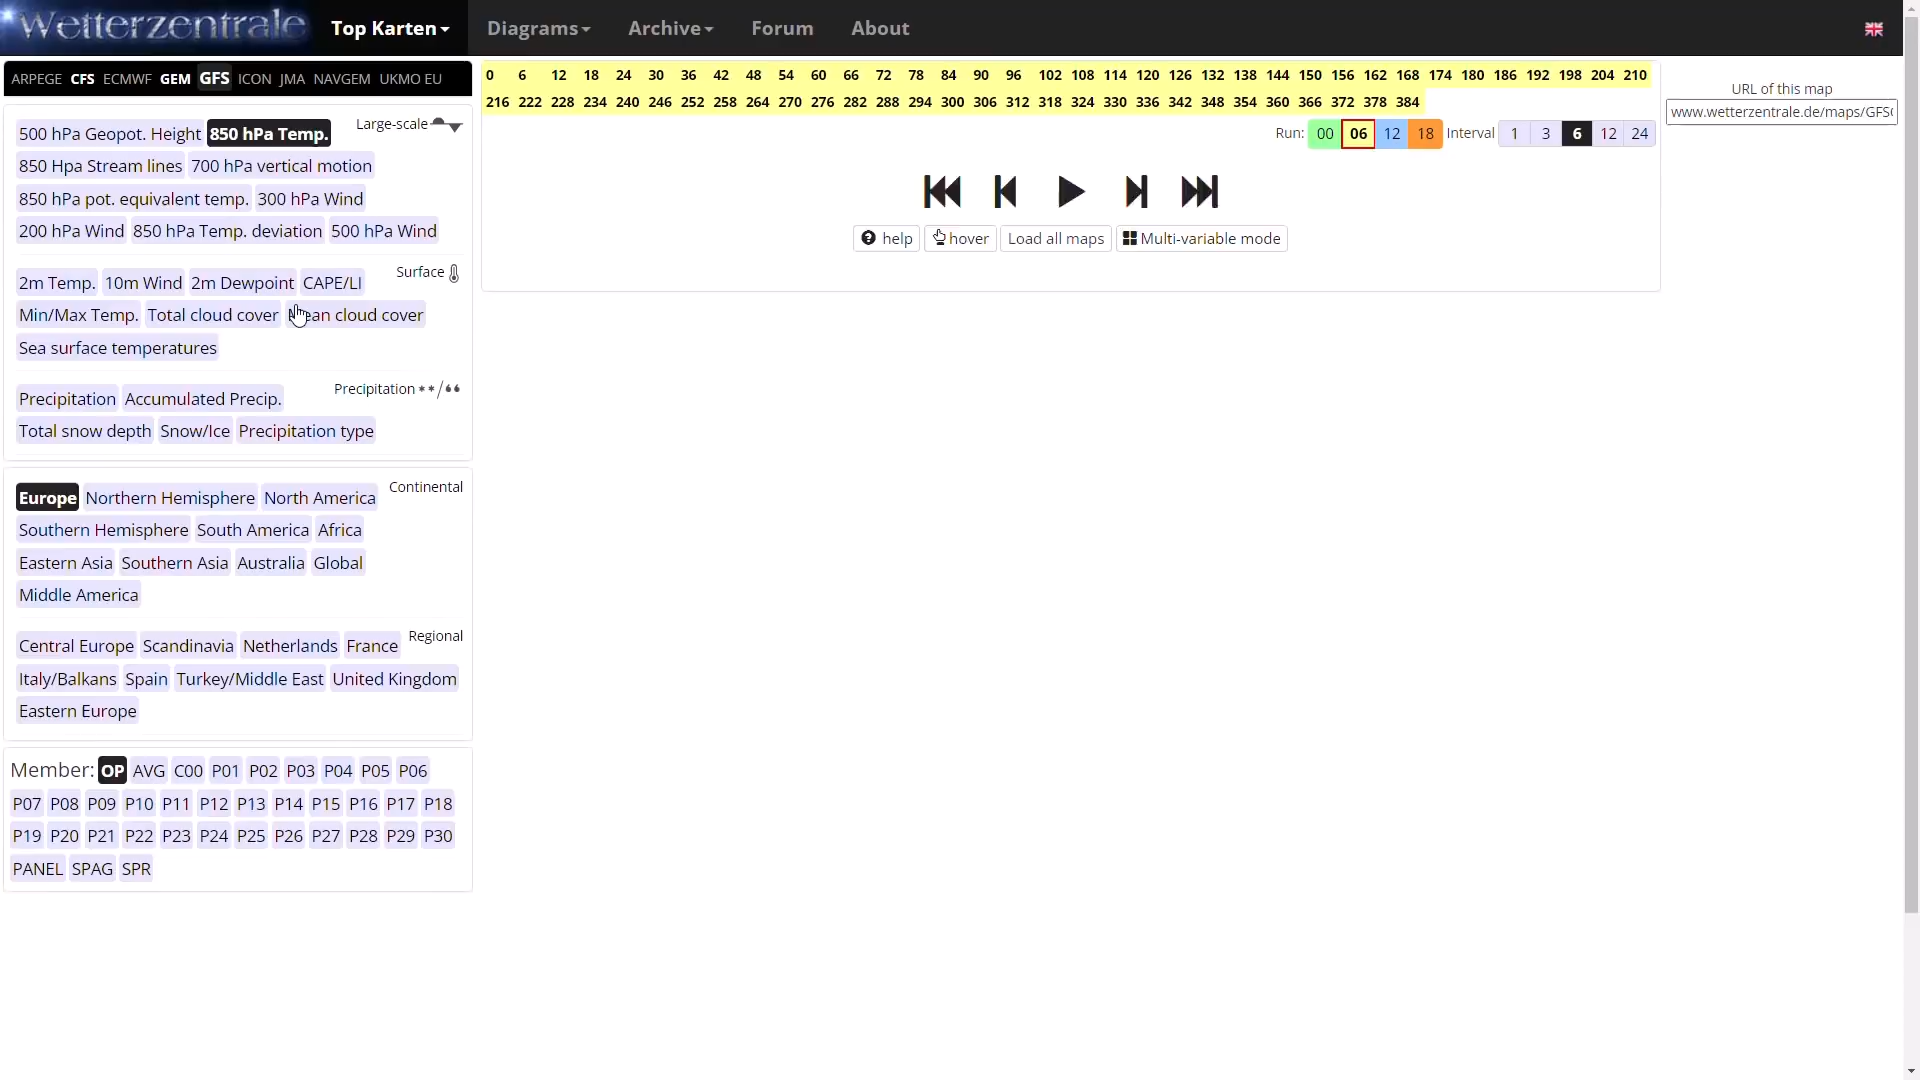 Wetterzentrale Top Karten Diagrams Archive Forum About
ARPEGE CFS ECMWF GEM GFS ICON JMA NAVGEM UKMO EU
Large-scale
500 hPa Geopot. Height 850 hPa Temp.
850 Hpa Stream lines 700 hPa vertical motion
850 hPa pot. equivalent temp. 300 hPa Wind
200 hPa Wind 850 hPa Temp. deviation 500 hPa Wind
Surface
2m Temp. 10m Wind 2m Dewpoint CAPE/LI
Min/Max Temp. Total cloud cover Mean cloud cover
Sea surface temperatures
Precipitation **/
Precipitation Accumulated Precip.
Total snow depth Snow/Ice Precipitation type
Continental
Europe Northern Hemisphere North America
Southern Hemisphere South America Africa
Eastern Asia Southern Asia Australia Global
Middle America
Regional
Central Europe Scandinavia Netherlands France
Italy/Balkans Spain Turkey/Middle East United Kingdom
Eastern Europe
Member: OP AVG C00 P01 P02 P03 P04 P05 P06
P07 P08 P09 P10 P11 P12 P13 P14 P15 P16 P17 P18
P19 P20 P21 P22 P23 P24 P25 P26 P27 P28 P29 P30
PANEL SPAG SPR
0 6 12 18 24 30 36 42 48 54 60 66 72 78 84 90 96 102 108 114 120 126 132 138 144 150 156 162 168 174 180 186 192 198 204 210
216 222 228 234 240 246 252 258 264 270 276 282 288 294 300 306 312 318 324 330 336 342 348 354 360 366 372 378 384
Run: 00 06 12 18 Interval 1 3 6 12 24
help hover Load all maps Multi-variable mode
URL of this map
www.wetterzentrale.de/maps/GFS